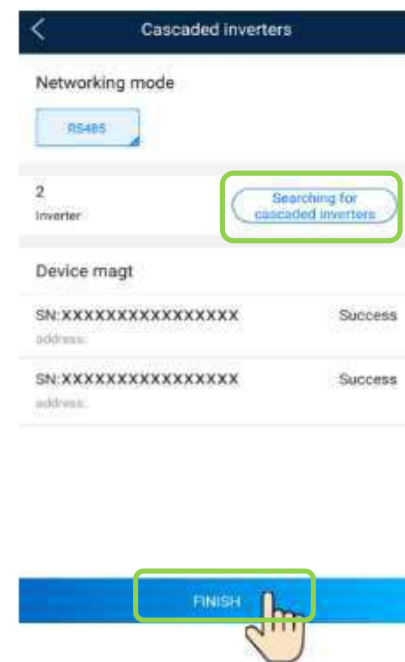 Cascaded inverters
Networking mode
RS485
2
Inverter
Searching for
cascaded inverters
Device magt
SN:XXXXXXXXXXXXXXXX Success
address:
SN:XXXXXXXXXXXXXXXX Success
address:
FINISH